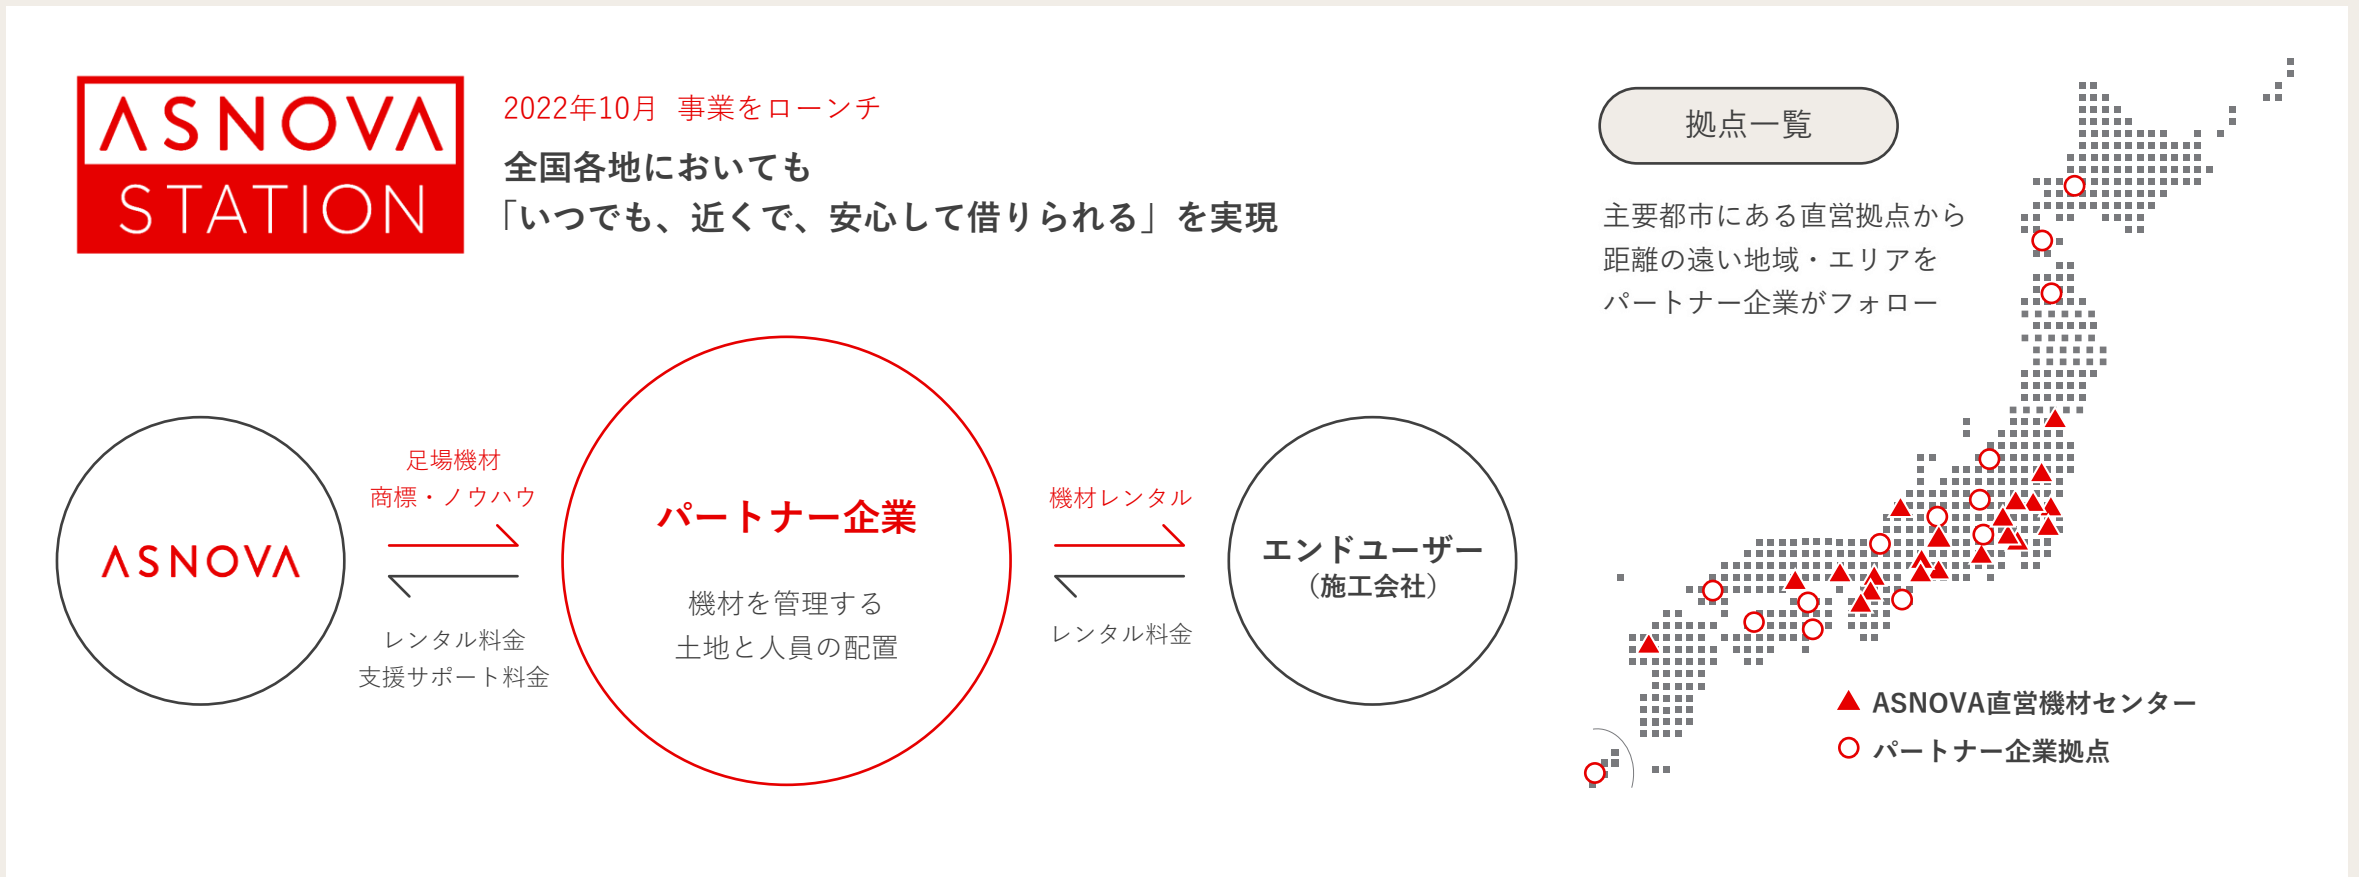 ASNOVA
STATION
2022年10月 事業をローンチ
全国各地においても
「いつでも、近くで、安心して借りられる」を実現
ASNOVA
足場機材
商標・ノウハウ
レンタル料金
支援サポート料金
パートナー企業
機材を管理する
土地と人員の配置
機材レンタル
レンタル料金
エンドユーザー
（施工会社）
拠点一覧
主要都市にある直営拠点から
距離の遠い地域・エリアを
パートナー企業がフォロー
ASNOVA直営機材センター
パートナー企業拠点